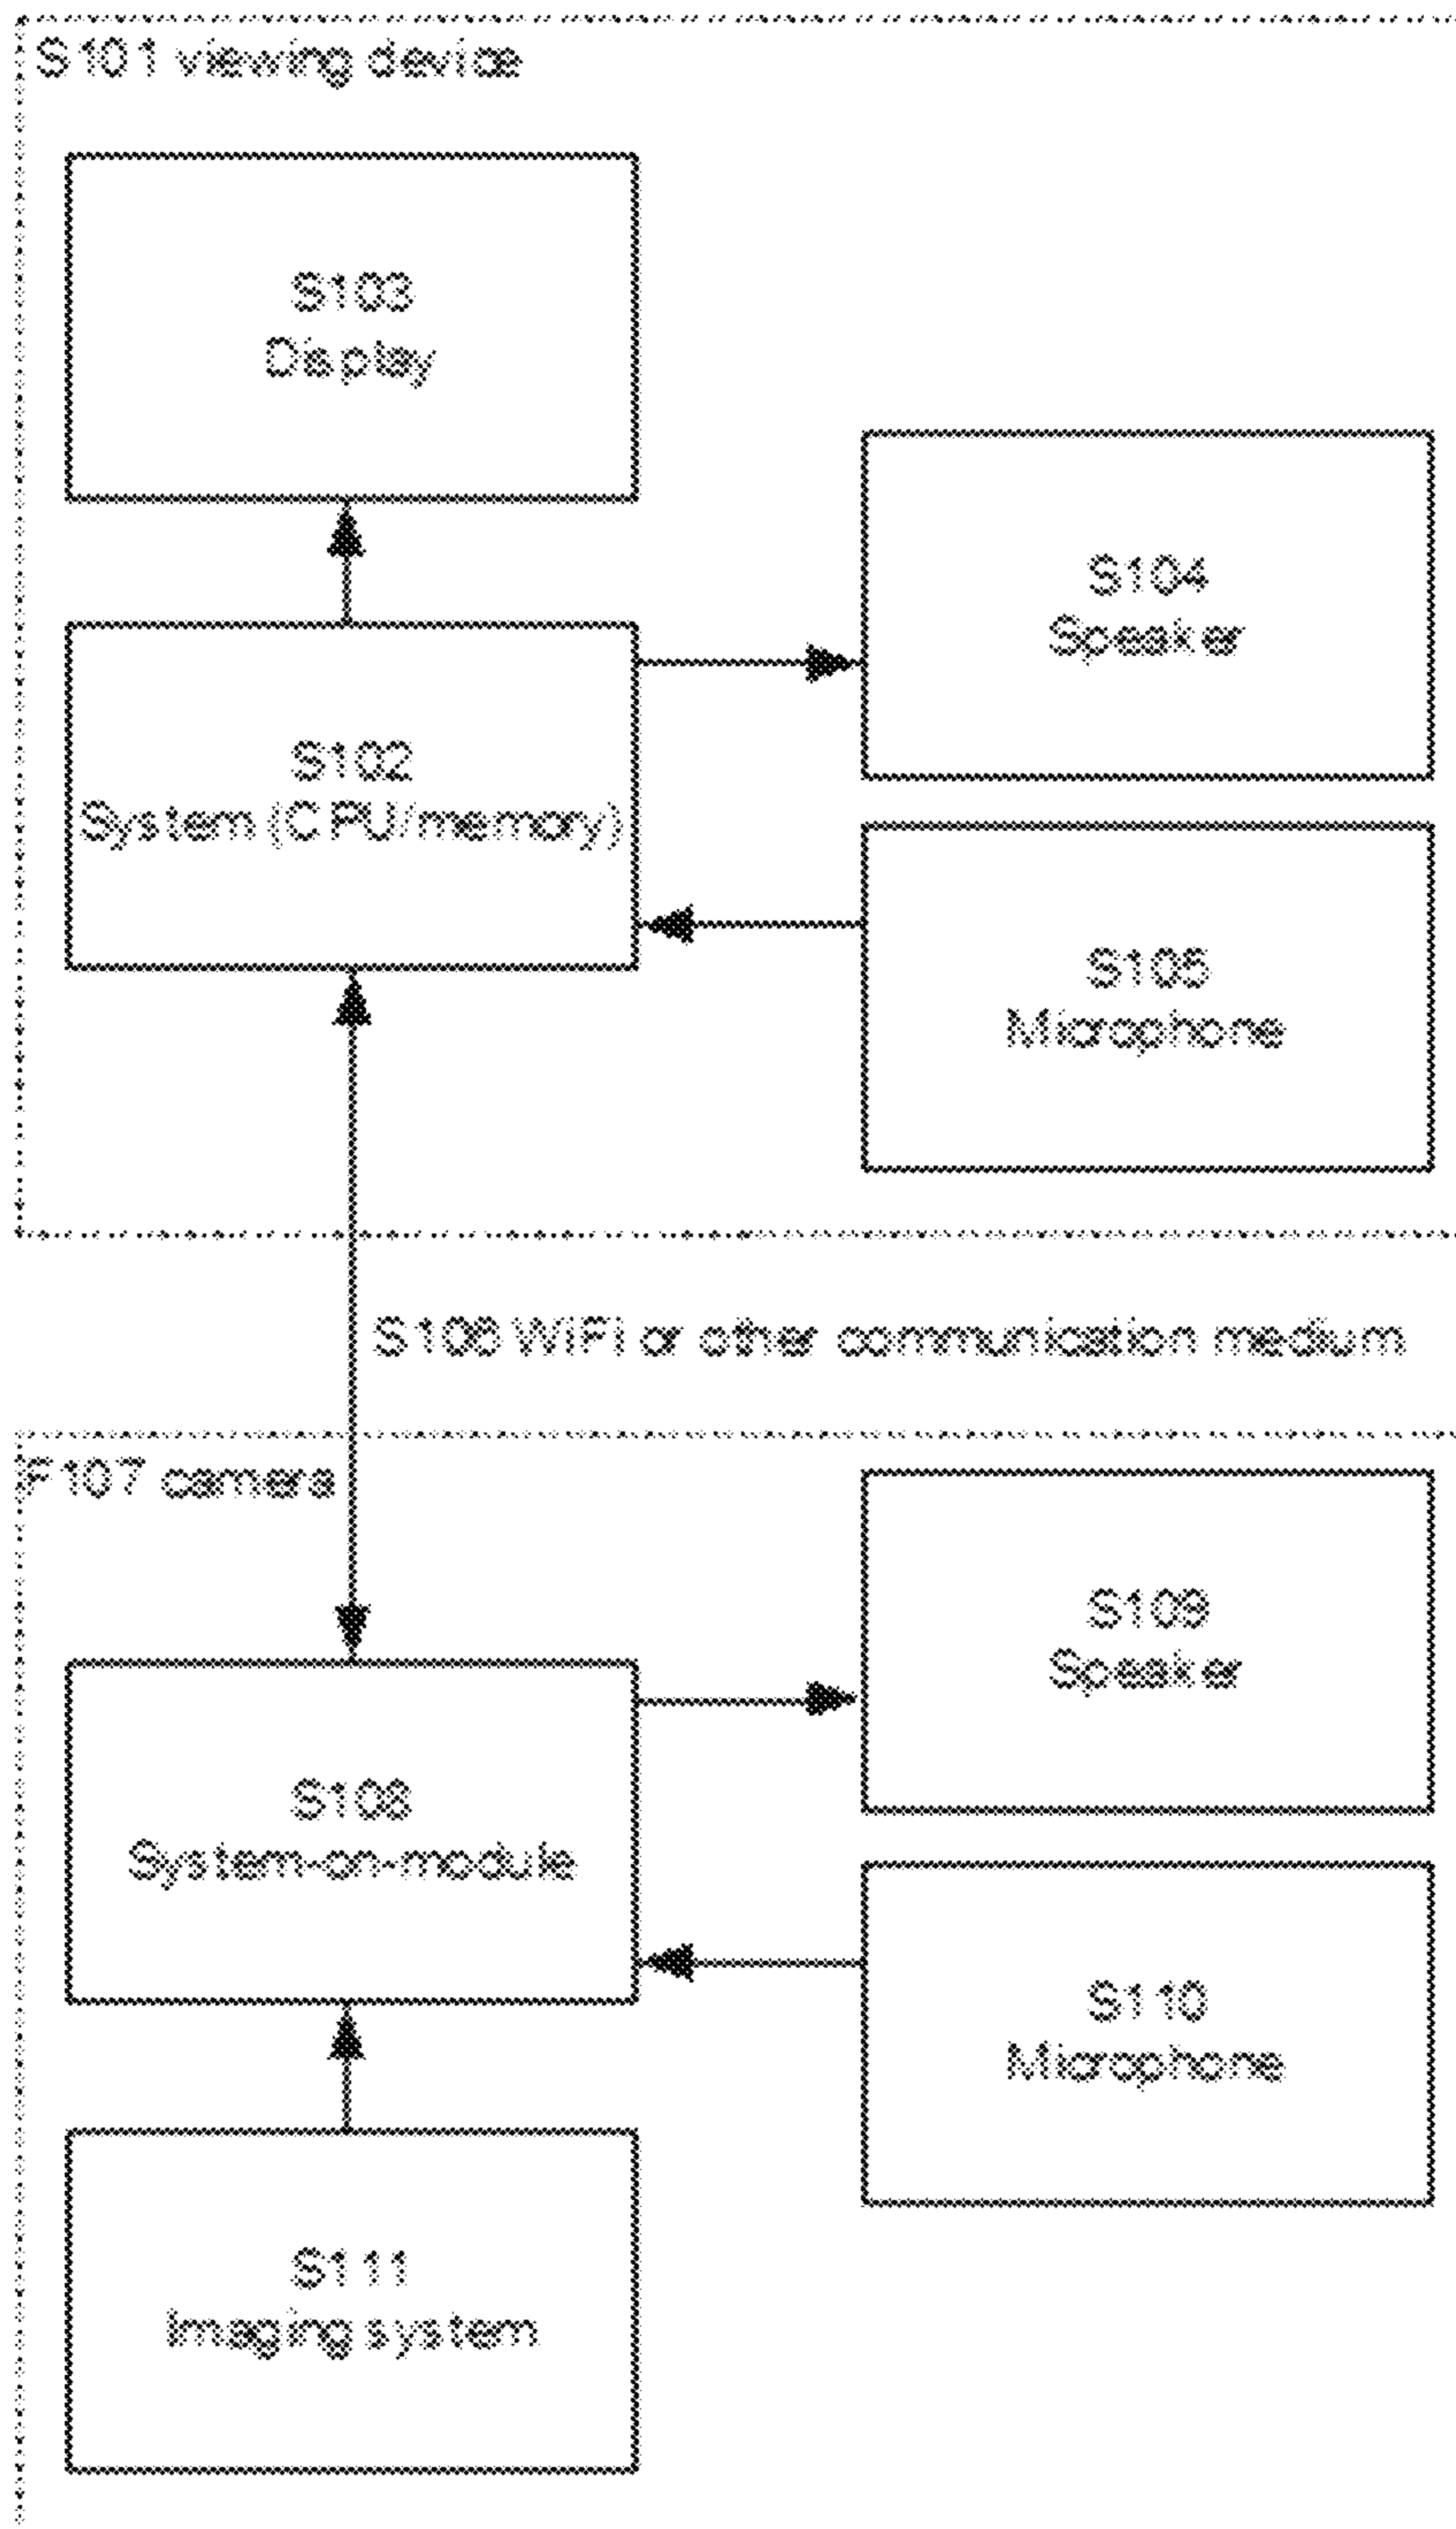 S101 viewing device
S103
Display
S104
Speaker
S102
System (CPU/memory)
S105
Microphone
S106 WiFi or other communication medium
F107 camera
S109
Speaker
S108
System-on-module
S110
Microphone
S111
Imaging system